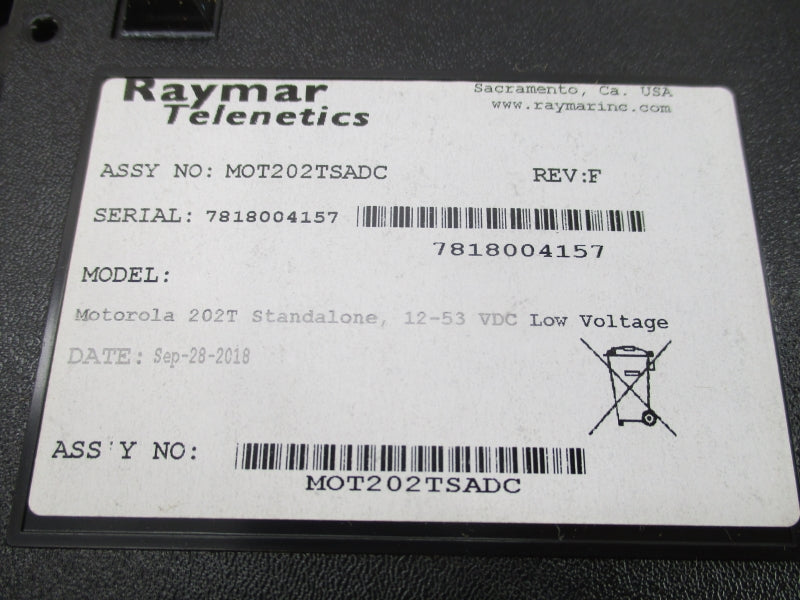 Raymar
Telenetics
Sacramento, Ca. USA
www.raymarinc.com
ASSY NO: MOT202TSADC REV:F
SERIAL: 7818004157
7818004157
MODEL:
Motorola 202T Standalone, 12-53 VDC Low Voltage
DATE: Sep-28-2018
ASS'Y NO:
MOT202TSADC